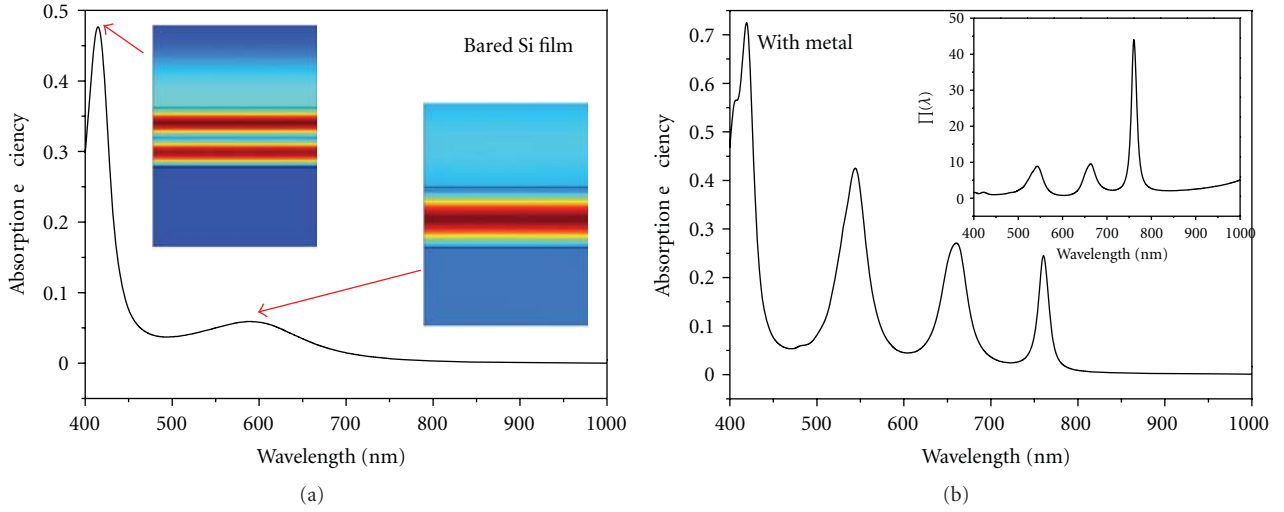 0.5
0.4
0.3
0.2
0.1
0
Absorption e ciency
Bared Si film
400 500 600 700 800 900 1000
Wavelength (nm)
(a)
0.7
0.6
0.5
0.4
0.3
0.2
0.1
0
Absorption e ciency
With metal
50
40
30
20
10
0
∏(λ)
400 500 600 700 800 900 1000
Wavelength (nm)
400 500 600 700 800 900 1000
Wavelength (nm)
(b)